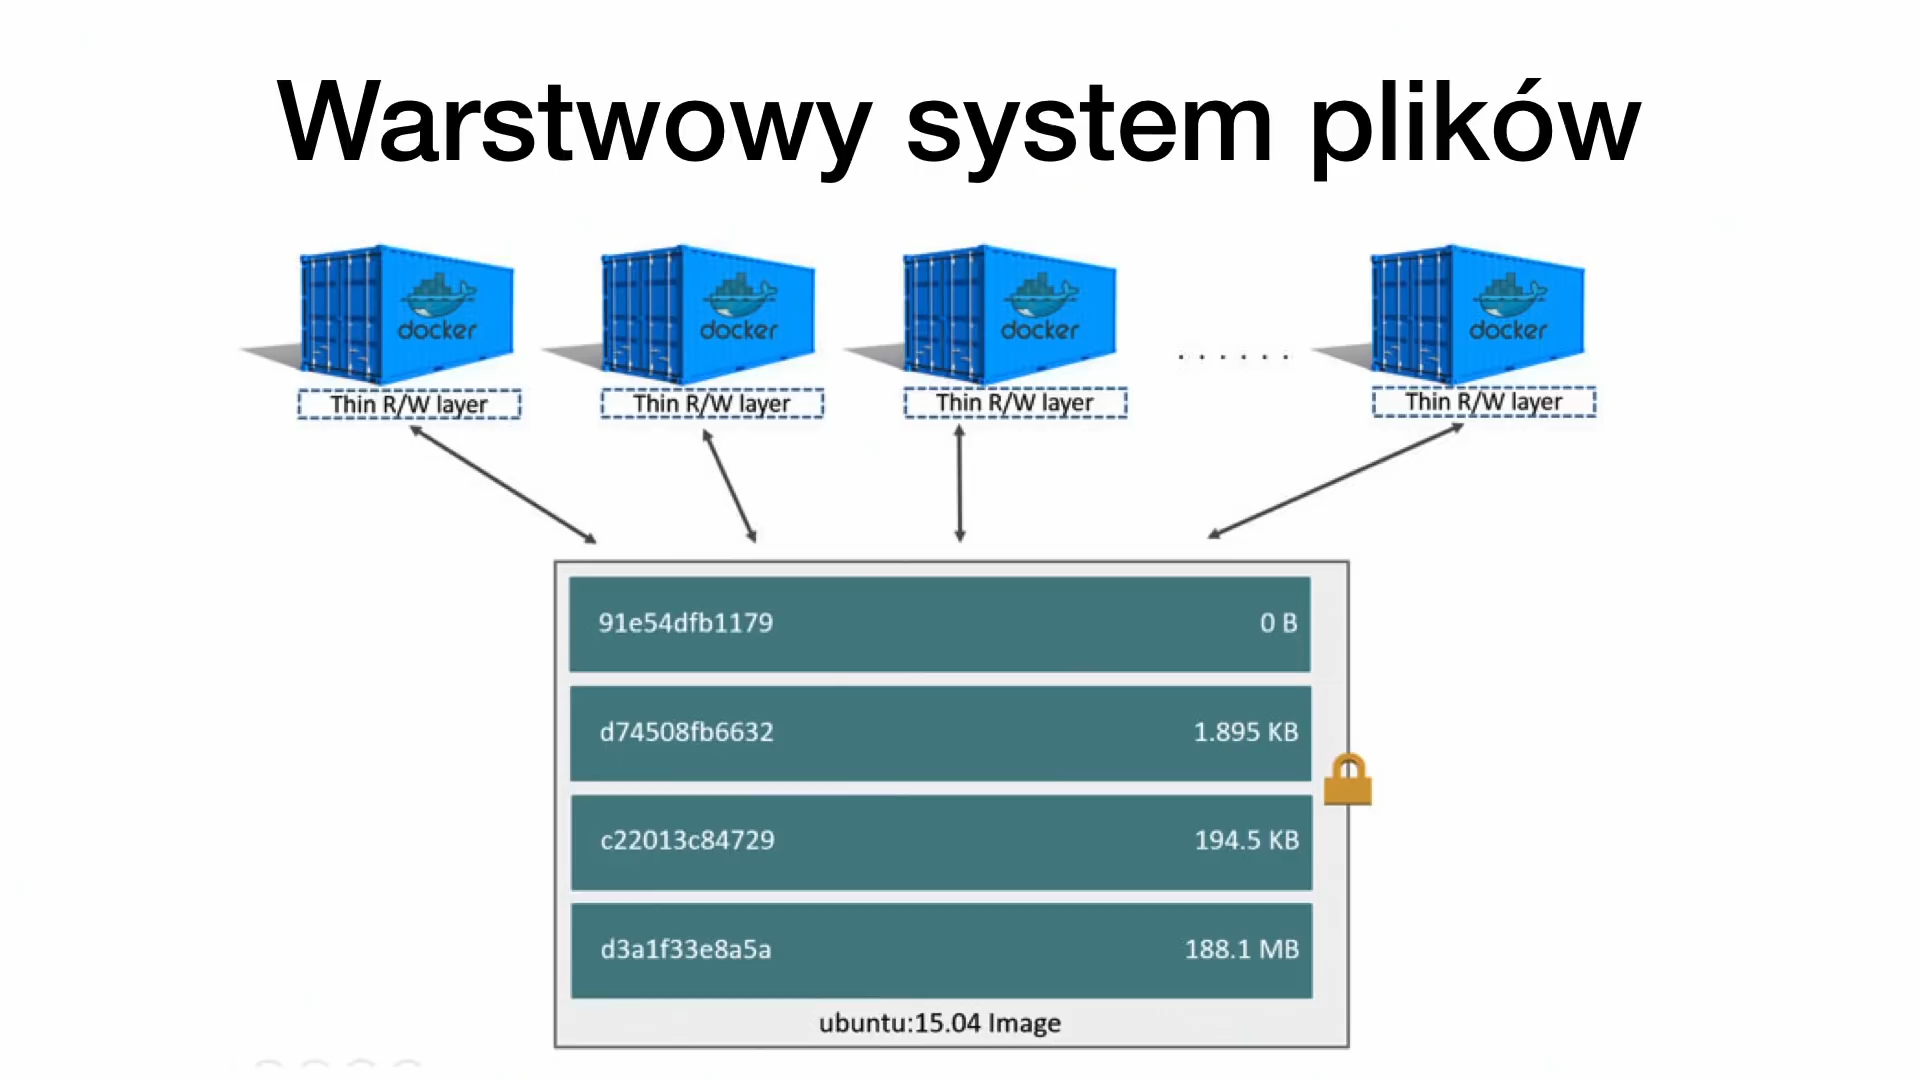 Warstwowy system plików
docker docker docker docker
. . . . . .
Thin R/W layer Thin R/W layer Thin R/W layer Thin R/W layer
91e54dfb1179 0 B
d74508fb6632 1.895 KB
c22013c84729 194.5 KB
d3a1f33e8a5a 188.1 MB
ubuntu:15.04 Image